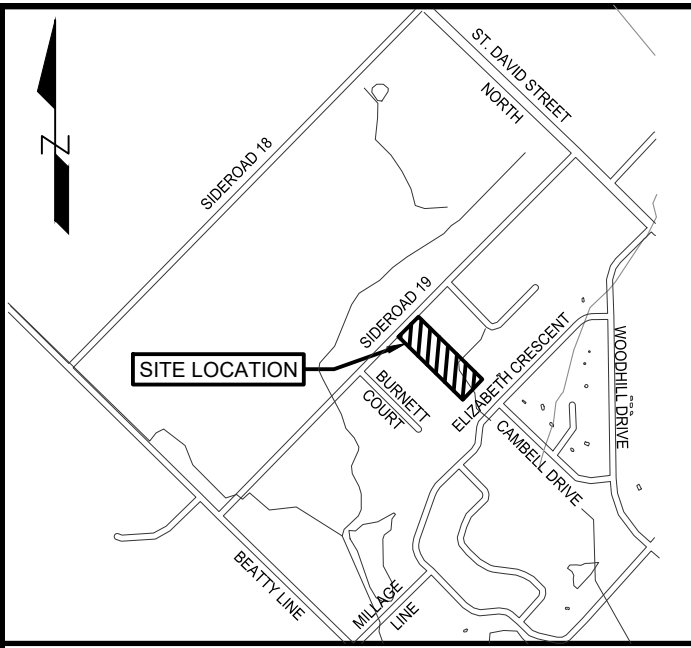 ST. DAVID STREET
NORTH
SIDEROAD 18
SIDEROAD 19
SITE LOCATION
BURNETT
COURT
ELIZABETH CRESCENT
WOODHILL DRIVE
CAMBELL DRIVE
BEATTY LINE
MILLAGE
LINE